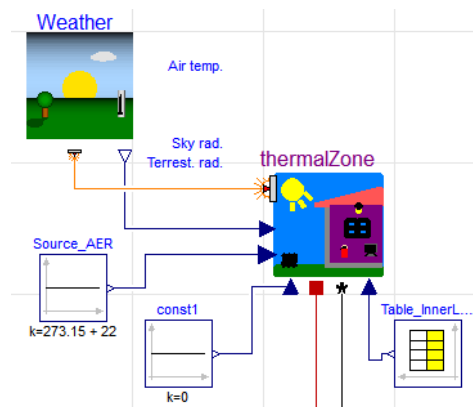 Weather
Air temp.
Sky rad.
Terrest. rad.
thermalZone
Source_AER
k=273.15 + 22
const1
k=0
Table_InnerL...